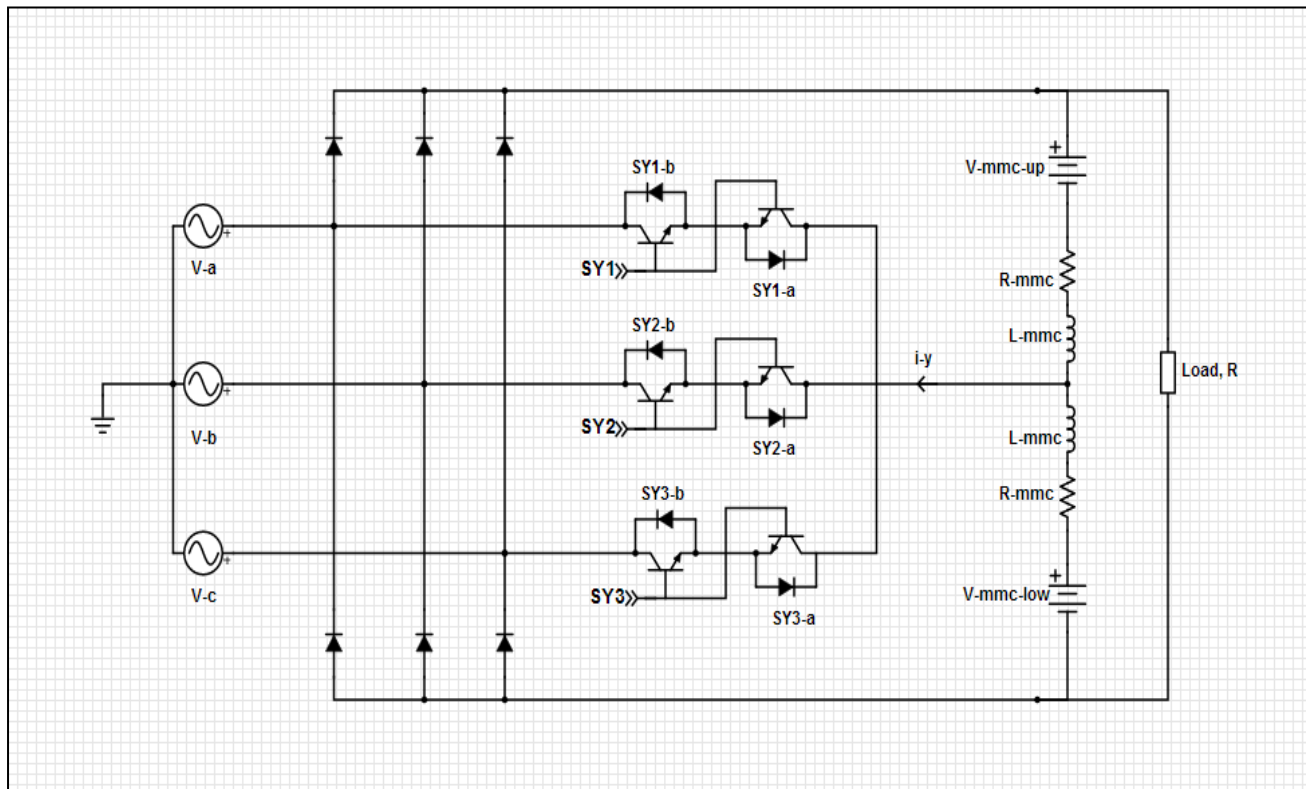 V-a
+
V-b
+
V-c
+
SY1-b
SY1
SY1-a
SY2-b
SY2
SY2-a
SY3-b
SY3
SY3-a
i-y
+
V-mmc-up
R-mmc
L-mmc
L-mmc
R-mmc
+
V-mmc-low
Load, R